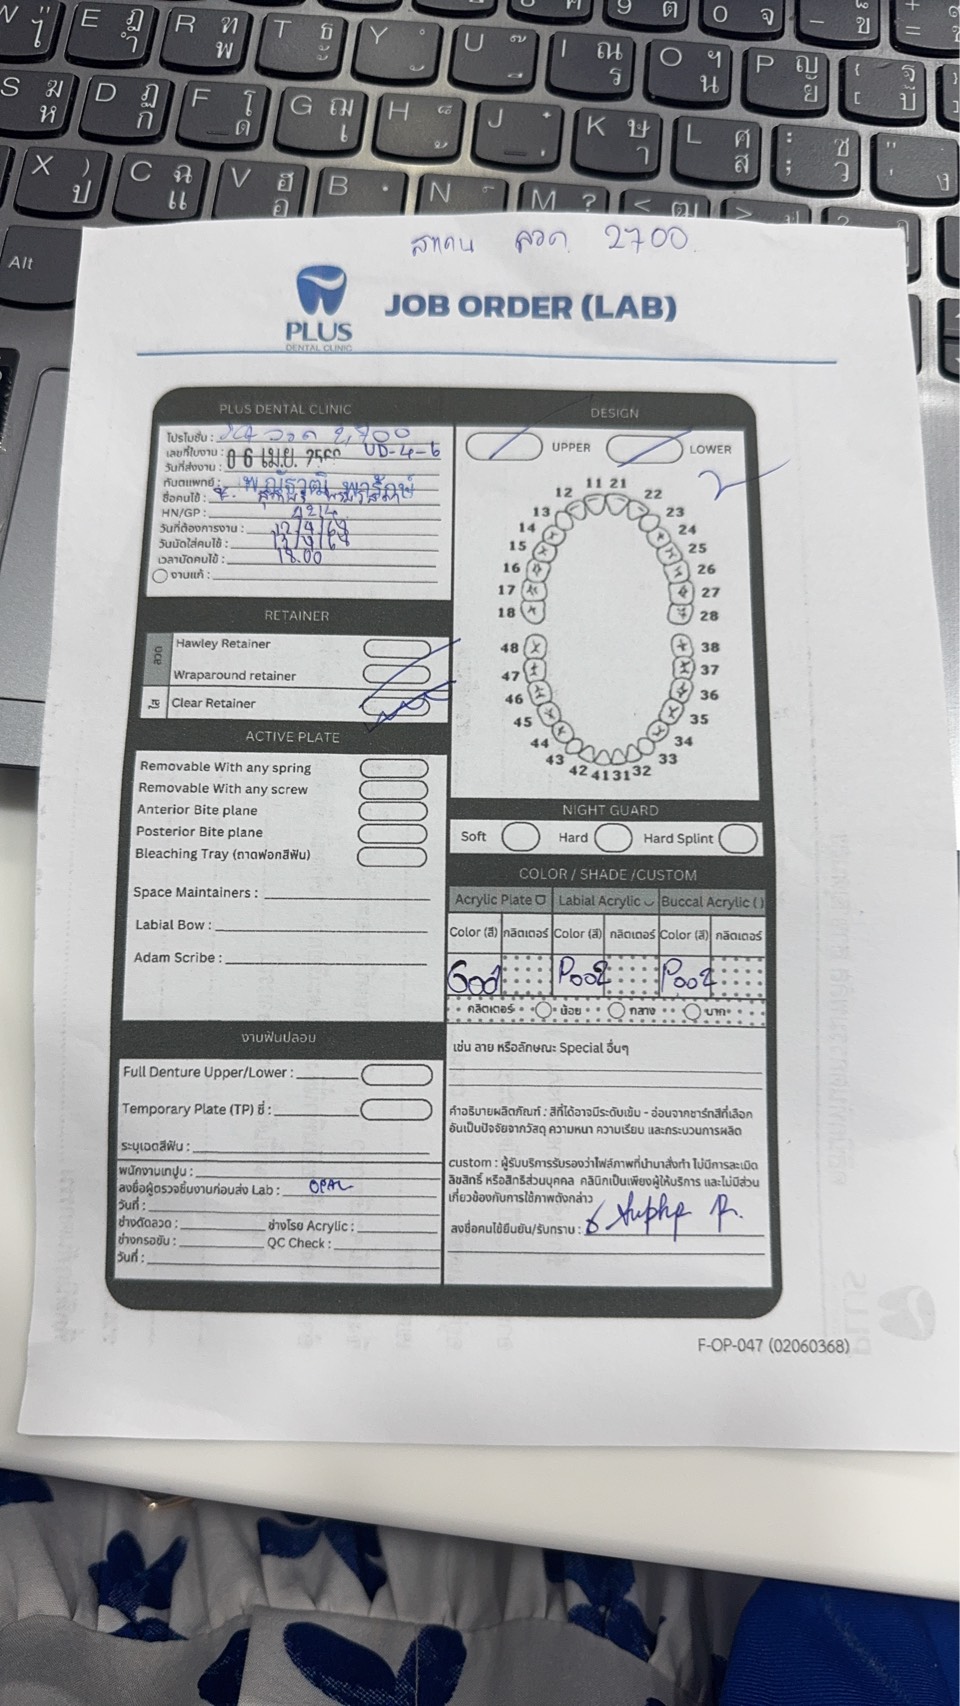 สแกน ลวด 2700
PLUS
DENTAL CLINIC
JOB ORDER (LAB)
PLUS DENTAL CLINIC
โปรโมชั่น : ลวด 2,700
เลขที่ใบงาน : UD-4-6
วันที่ส่งงาน : 06 เม.ย. 2569
ทันตแพทย์ :
ชื่อคนไข้ :
HN/GP : 4214
วันที่ต้องการงาน : 12/4/69
วันนัดใส่คนไข้ : 13/4/69
เวลานัดคนไข้ : 18.00
งานแก้ :
DESIGN
UPPER
LOWER
2
11 21
12 22
13 23
14 24
15 25
16 26
17 27
18 28
48 38
47 37
46 36
45 35
44 34
43 33
42 41 31 32
RETAINER
ลวด
Hawley Retainer
Wraparound retainer
ใส
Clear Retainer
ACTIVE PLATE
Removable With any spring
Removable With any screw
Anterior Bite plane
Posterior Bite plane
Bleaching Tray (ถาดฟอกสีฟัน)
Space Maintainers :
Labial Bow :
Adam Scribe :
NIGHT GUARD
Soft Hard Hard Splint
COLOR / SHADE /CUSTOM
Acrylic Plate Labial Acrylic Buccal Acrylic ( )
Color (สี) กลิตเตอร์ Color (สี) กลิตเตอร์ Color (สี) กลิตเตอร์
P002 P002
กลิตเตอร์ น้อย กลาง มาก
เช่น ลาย หรือลักษณะ Special อื่นๆ
งานฟันปลอม
Full Denture Upper/Lower :
Temporary Plate (TP) ซี่ :
ระบุเฉดสีฟัน :
พนักงานเทปูน :
ลงชื่อผู้ตรวจชิ้นงานก่อนส่ง Lab : OPAL
วันที่ :
ช่างดัดลวด : ช่างโรย Acrylic :
ช่างกรอขัด : QC Check :
วันที่ :
คำอธิบายผลิตภัณฑ์ : สีที่ได้อาจมีระดับเข้ม - อ่อนจากชาร์ทสีที่เลือก
อันเป็นปัจจัยจากวัสดุ ความหนา ความเรียบ และกระบวนการผลิต
custom : ผู้รับบริการรับรองว่าไฟล์ภาพที่นำมาสั่งทำ ไม่มีการละเมิด
ลิขสิทธิ์ หรือสิทธิส่วนบุคคล คลินิกเป็นเพียงผู้ให้บริการ และไม่มีส่วน
เกี่ยวข้องกับการใช้ภาพดังกล่าว
ลงชื่อคนไข้ยืนยัน/รับทราบ :
F-OP-047 (02060368)